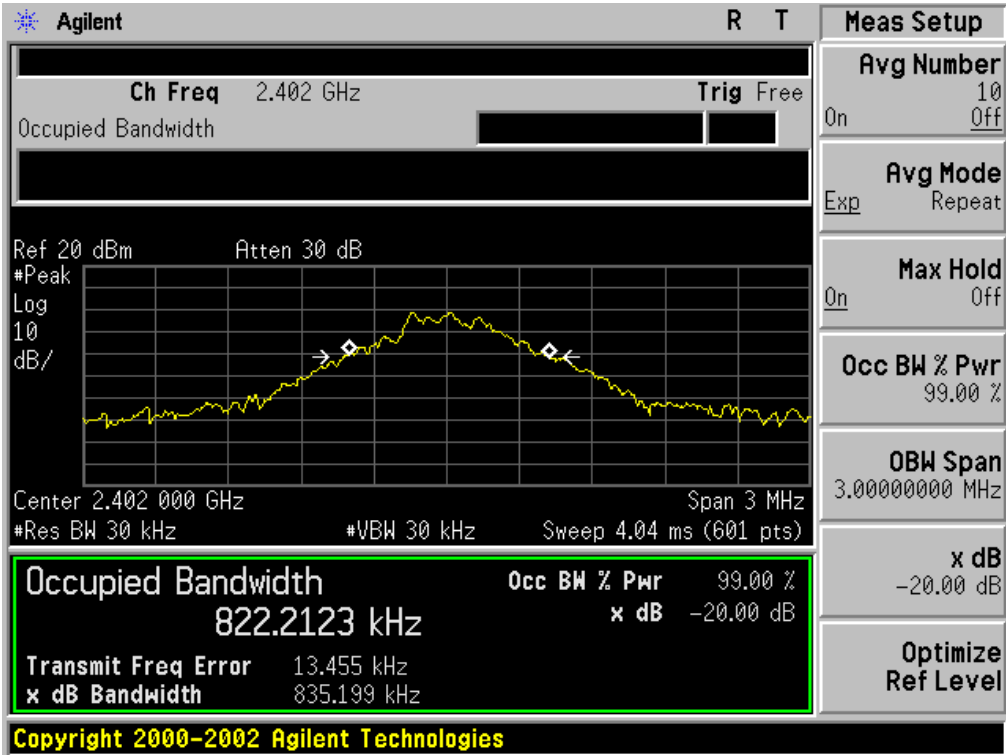 Agilent R T
Ch Freq 2.402 GHz Trig Free
Occupied Bandwidth
Ref 20 dBm Atten 30 dB
#Peak
Log
10
dB/
Center 2.402 000 GHz Span 3 MHz
#Res BW 30 kHz #VBW 30 kHz Sweep 4.04 ms (601 pts)
Occupied Bandwidth Occ BW % Pwr 99.00 %
822.2123 kHz x dB -20.00 dB
Transmit Freq Error 13.455 kHz
x dB Bandwidth 835.199 kHz
Copyright 2000-2002 Agilent Technologies
Meas Setup
Avg Number
10
On Off
Avg Mode
Exp Repeat
Max Hold
On Off
Occ BW % Pwr
99.00 %
OBW Span
3.00000000 MHz
x dB
-20.00 dB
Optimize
Ref Level